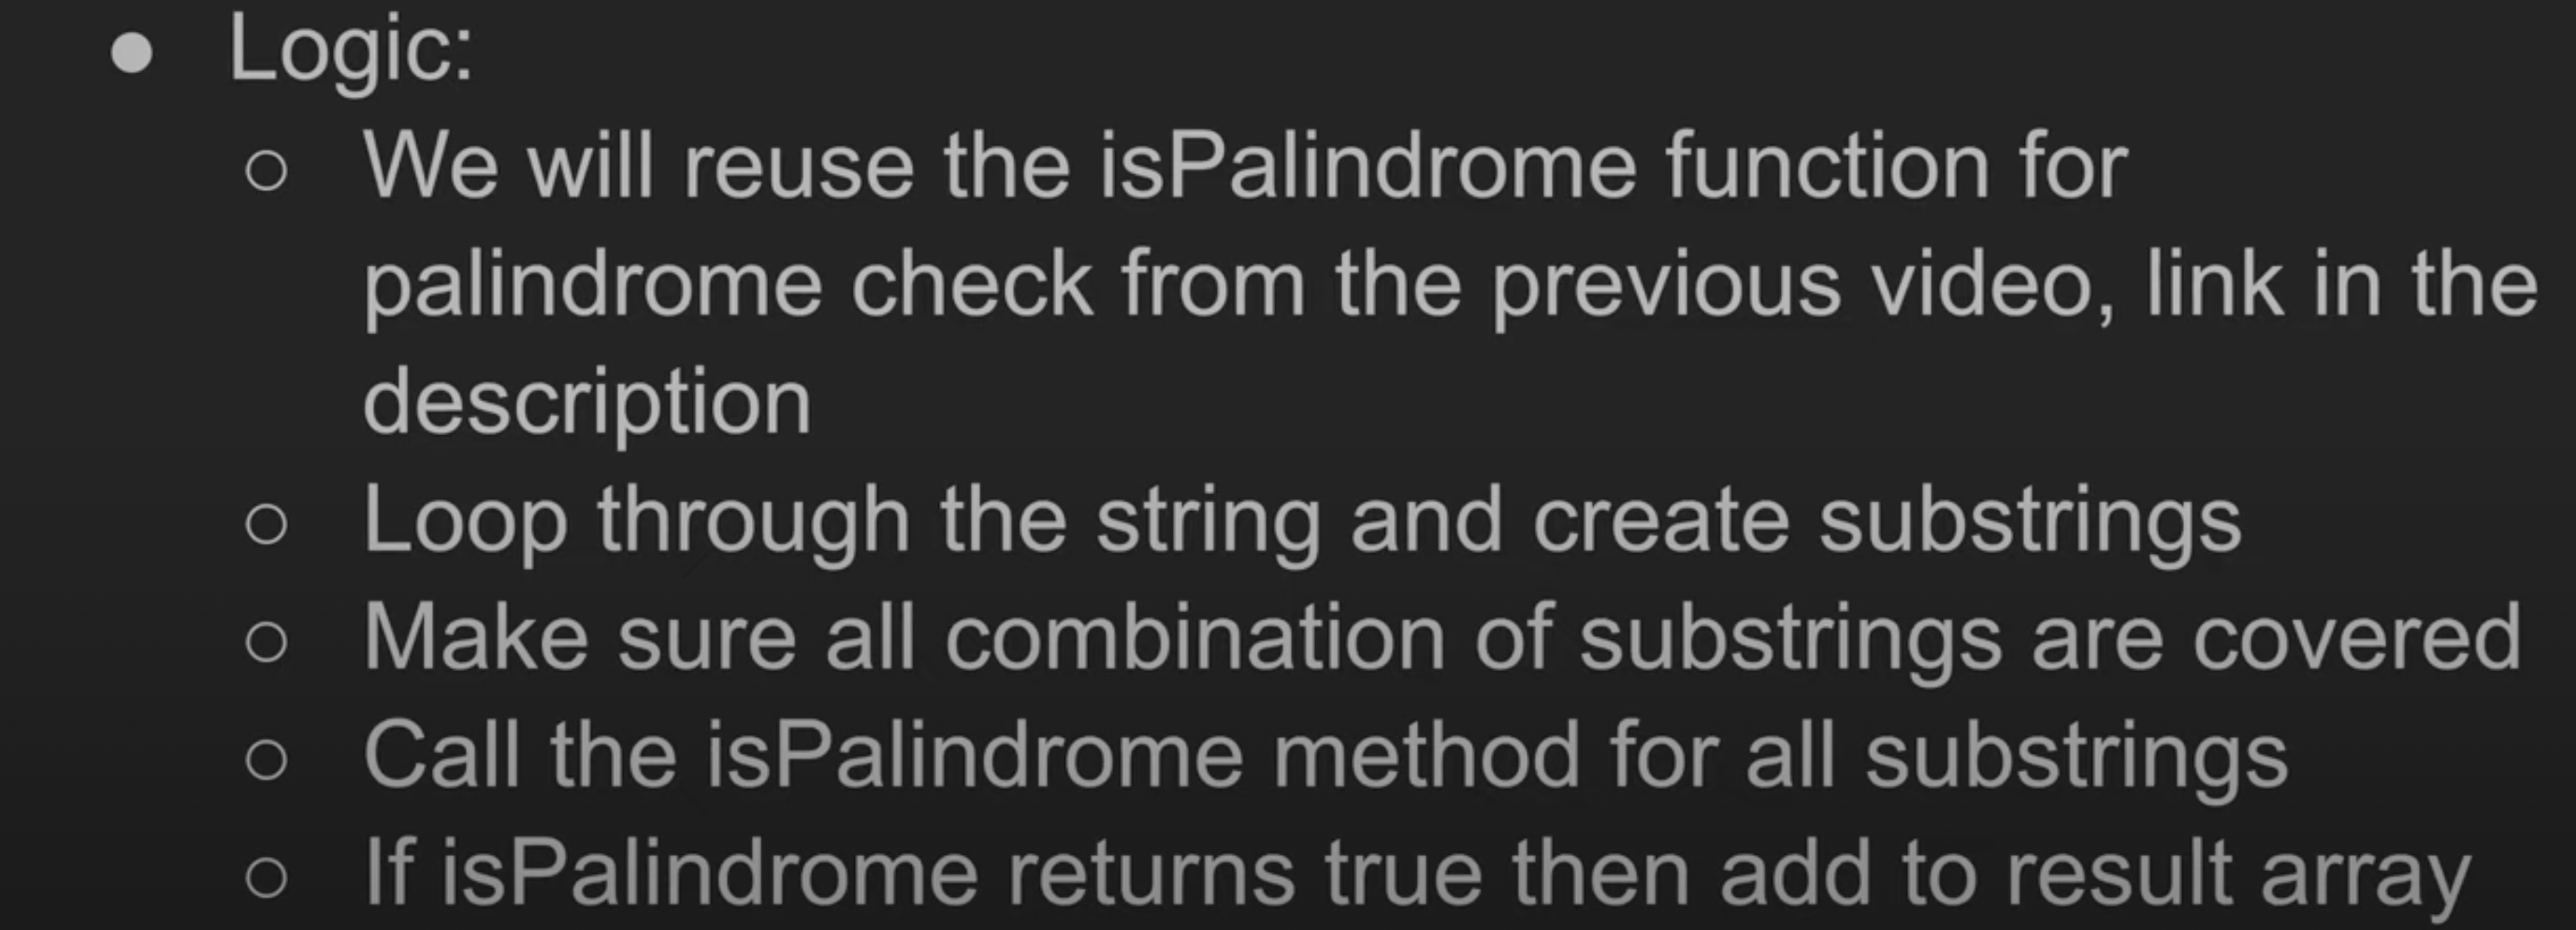 ● Logic:
○ We will reuse the isPalindrome function for
palindrome check from the previous video, link in the
description
○ Loop through the string and create substrings
○ Make sure all combination of substrings are covered
○ Call the isPalindrome method for all substrings
○ If isPalindrome returns true then add to result array